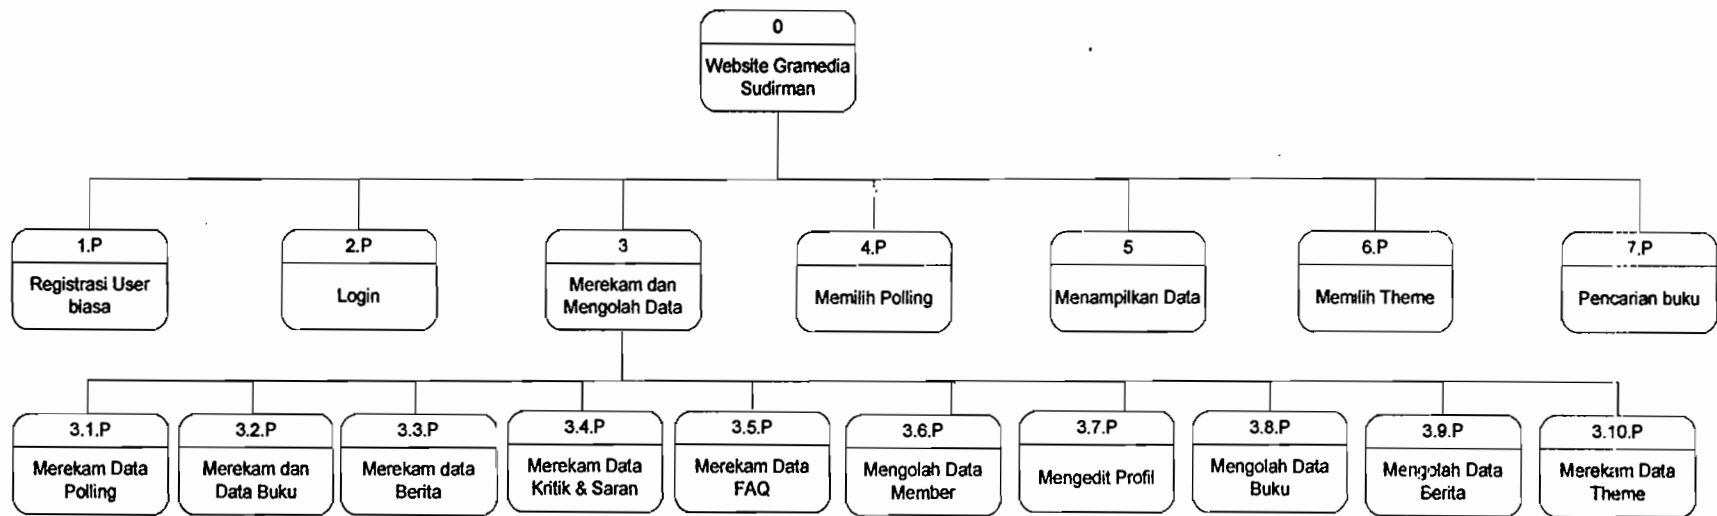 0
Website Gramedia
Sudirman
1.P
Registrasi User
biasa
2.P
Login
3
Merekam dan
Mengolah Data
4.P
Memilih Polling
5
Menampilkan Data
6.P
Memilih Theme
7.P
Pencarian buku
3.1.P
Merekam Data
Polling
3.2.P
Merekam dan
Data Buku
3.3.P
Merekam data
Berita
3.4.P
Merekam Data
Kritik & Saran
3.5.P
Merekam Data
FAQ
3.6.P
Mengolah Data
Member
3.7.P
Mengedit Profil
3.8.P
Mengolah Data
Buku
3.9.P
Mengolah Data
Berita
3.10.P
Merekam Data
Theme